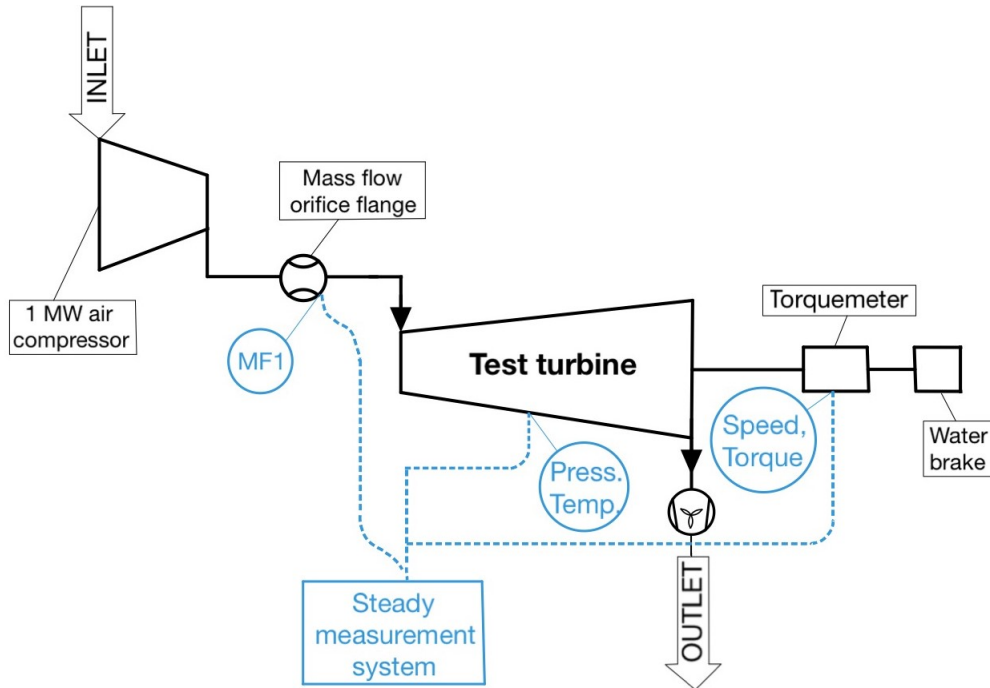 INLET
Mass flow
orifice flange
1 MW air
compressor
MF1
Test turbine
Torquemeter
Speed,
Torque
Water
brake
Press.
Temp.
Steady
measurement
system
OUTLET